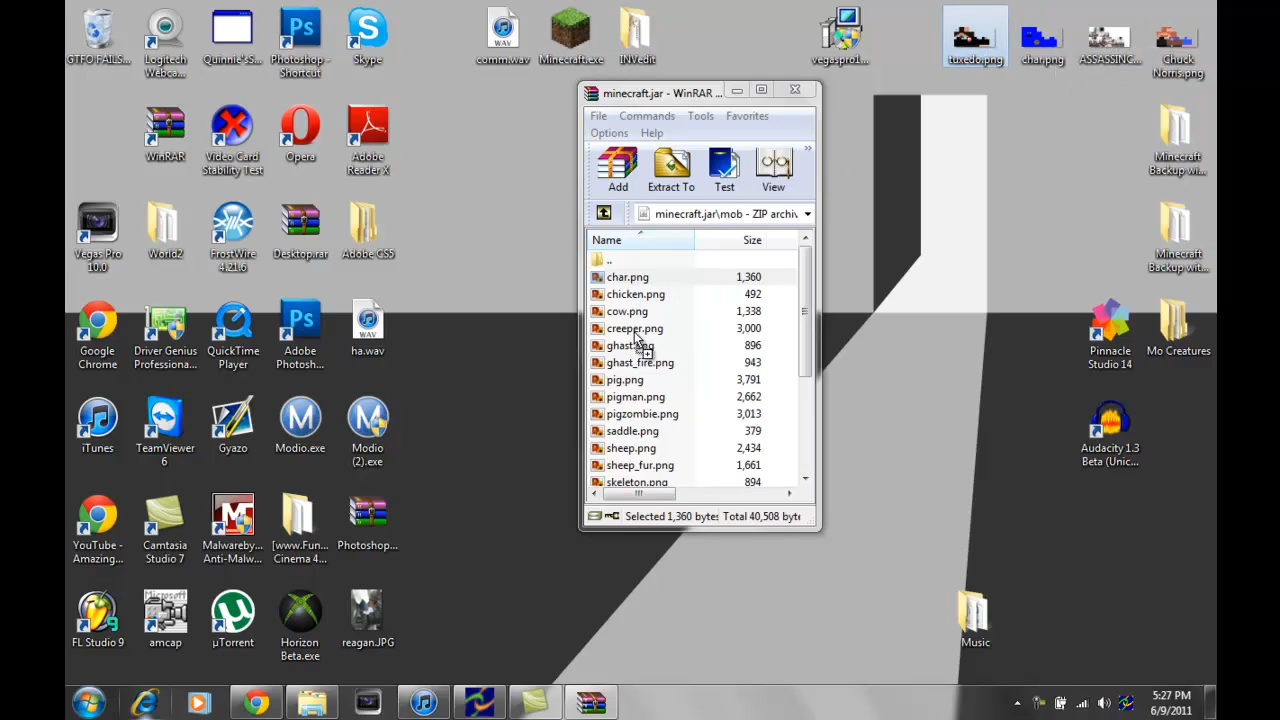 GTFO FAILS...
Logitech
Webcam...
Quinnie'sS...
Photoshop -
Shortcut
Skype
comm.wav
Minecraft.exe
INVedit
vegaspro1...
tuxedo.png
char.png
ASSASSINC...
Chuck
Norris.png
WinRAR
Video Card
Stability Test
Opera
Adobe
Reader X
Minecraft
Backup wi...
Vegas Pro
10.0
World2
FrostWire
4.21.6
Desktop.rar
Adobe CS5
Minecraft
Backup wit...
Google
Chrome
Driver Genius
Professiona...
QuickTime
Player
Adobe
Photosh...
WAV
ha.wav
Pinnacle
Studio 14
Mo Creatures
iTunes
TeamViewer
6
Gyazo
Modio.exe
Modio
(2).exe
Audacity 1.3
Beta (Unic...
YouTube -
Amazing...
Camtasia
Studio 7
Malwareby...
Anti-Malw...
[www.Fun...
Cinema 4...
Photoshop...
FL Studio 9
amcap
µTorrent
Horizon
Beta.exe
reagan.JPG
Music
minecraft.jar - WinRAR ...
File Commands Tools Favorites
Options Help
Add Extract To Test View
minecraft.jar\mob - ZIP archiv
Name Size
..
char.png 1,360
chicken.png 492
cow.png 1,338
creeper.png 3,000
ghast.png 896
ghast_fire.png 943
pig.png 3,791
pigman.png 2,662
pigzombie.png 3,013
saddle.png 379
sheep.png 2,434
sheep_fur.png 1,661
skeleton.png 894
Selected 1,360 bytes Total 40,508 byte
5:27 PM
6/9/2011